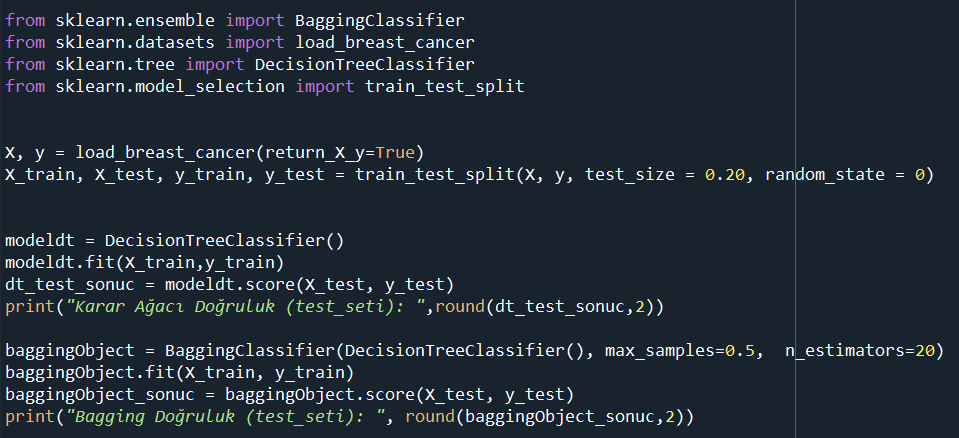 from sklearn.ensemble import BaggingClassifier
from sklearn.datasets import load_breast_cancer
from sklearn.tree import DecisionTreeClassifier
from sklearn.model_selection import train_test_split
X, y = load_breast_cancer(return_X_y=True)
X_train, X_test, y_train, y_test = train_test_split(X, y, test_size = 0.20, random_state = 0)
modeldt = DecisionTreeClassifier()
modeldt.fit(X_train,y_train)
dt_test_sonuc = modeldt.score(X_test, y_test)
print("Karar Ağacı Doğruluk (test_seti): ",round(dt_test_sonuc,2))
baggingObject = BaggingClassifier(DecisionTreeClassifier(), max_samples=0.5,  n_estimators=20)
baggingObject.fit(X_train, y_train)
baggingObject_sonuc = baggingObject.score(X_test, y_test)
print("Bagging Doğruluk (test_seti): ", round(baggingObject_sonuc,2))